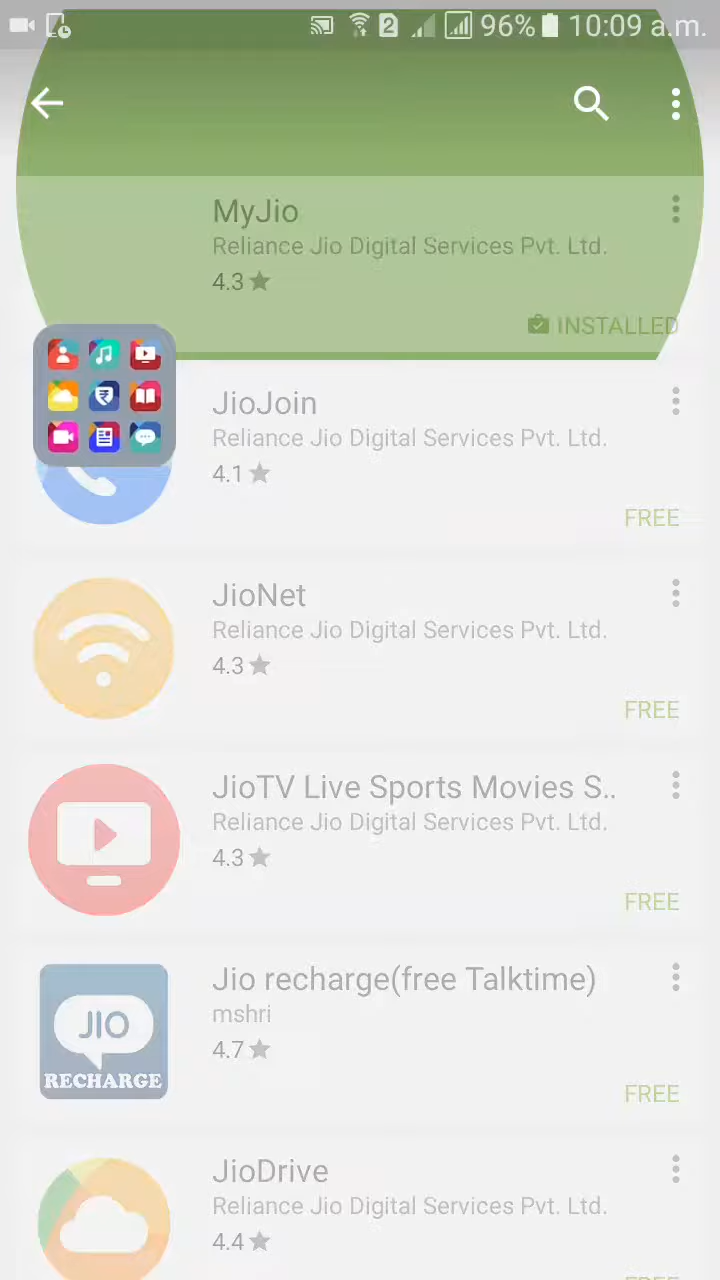 2 96% 10:09 a.m.
MyJio
Reliance Jio Digital Services Pvt. Ltd.
4.3
INSTALLED
JioJoin
Reliance Jio Digital Services Pvt. Ltd.
4.1
FREE
JioNet
Reliance Jio Digital Services Pvt. Ltd.
4.3
FREE
JioTV Live Sports Movies S..
Reliance Jio Digital Services Pvt. Ltd.
4.3
FREE
JIO
RECHARGE
Jio recharge(free Talktime)
mshri
4.7
FREE
JioDrive
Reliance Jio Digital Services Pvt. Ltd.
4.4
FREE